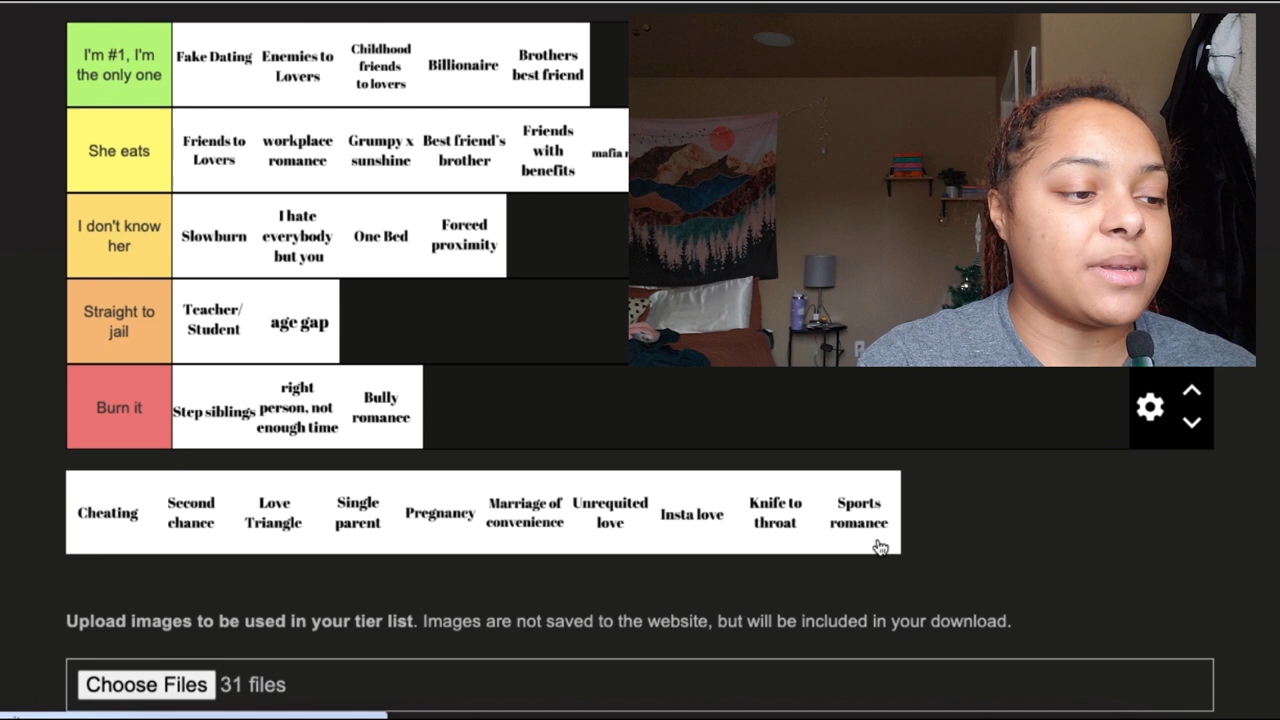 I'm #1, I'm
the only one
Fake Dating
Enemies to
Lovers
Childhood
friends
to lovers
Billionaire
Brothers
best friend
She eats
Friends to
Lovers
workplace
romance
Grumpy x
sunshine
Best friend's
brother
Friends
with
benefits
mafia
I don't know
her
Slowburn
I hate
everybody
but you
One Bed
Forced
proximity
Straight to
jail
Teacher/
Student
age gap
Burn it
Step siblings
right
person, not
enough time
Bully
romance
Cheating
Second
chance
Love
Triangle
Single
parent
Pregnancy
Marriage of
convenience
Unrequited
love
Insta love
Knife to
throat
Sports
romance
Upload images to be used in your tier list. Images are not saved to the website, but will be included in your download.
Choose Files 31 files